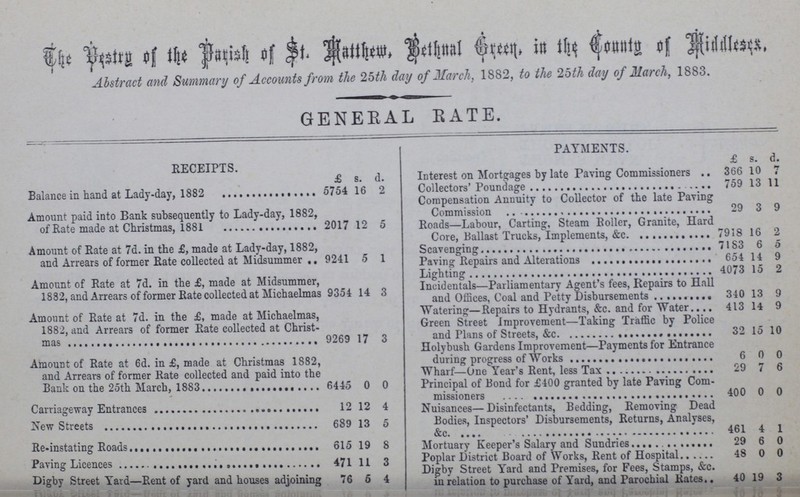 The Vestry of the Parish of St. Matthew, Bethnal Green, in the County of Middlesex.
Abstract and Summary of Accounts from the 25th day of March, 1882, to the 25th day of March, 1883.
GENERAL RATE.
RECEIPTS.
£ s. d.
Balance in hand at Lady-day, 1882 ............... 5754 16 2
Amount paid into Bank subsequently to Lady-day, 1882,
of Rate made at Christmas, 1881 ............... 2017 12 5
Amount of Rate at 7d. in the £, made at Lady-day, 1882,
and Arrears of former Rate collected at Midsummer .. 9241 5 1
Amount of Rate at 7d. in the £, made at Midsummer,
1882, and Arrears of former Rate collected at Michaelmas 9354 14 3
Amount of Rate at 7d. in the £, made at Michaelmas,
1882, and Arrears of former Rate collected at Christ-
mas ........................................ 9269 17 3
Amount of Rate at 6d. in £, made at Christmas 1882,
and Arrears of former Rate collected and paid into the
Bank on the 25th March, 1883.................... 6445 0 0
Carriageway Entrances ......................... 12 12 4
New Streets .................................. 689 13 5
Re-instating Roads.............................. 615 19 8
Paving Licences ................................ 471 11 3
Digby Street Yard—Rent of yard and houses adjoining 76 5 4
PAYMENTS.
£ s. d.
Interest on Mortgages by late Paving Commissioners .. 366 10 7
Collectors' Poundage ............................ 759 13 11
Compensation Annuity to Collector of the late Paving
Commission .................................. 29 3 9
Roads—Labour, Carting, Steam Roller, Granite, Hard
Core, Ballast Trucks, Implements, &c. ............ 7918 16 2
Scavenging.................................... 7183 6 5
Paving Repairs and Alterations .................... 654 14 9
Lighting ...................................... 4073 15 2
Incidentals—Parliamentary Agent's fees, Repairs to Hall
and Offices, Coal and Petty Disbursements .......... 340 13 9
Watering—Repairs to Hydrants, &c. and for Water.... 413 14 9
Green Street Improvement—Taking Traffic by Police
and Plans of Streets, &c. ........................ 32 15 10
Holybush Gardens Improvement—Payments for Entrance
during progress of Works ........................ 6 0 0
Wharf—One Year's Rent, less Tax .................. 29 7 6
Principal of Bond for £400 granted by late Paving Com-
missioners .................................... 400 0 0
Nuisances—Disinfectants, Bedding, Removing Dead
Bodies, Inspectors' Disbursements, Returns, Analyses,
&c. .... .................................... 461 4 1
Mortuary Keeper's Salary and Sundries.............. 29 6 0
Poplar District Board of Works, Rent of Hospital...... 48 0 0
Digby Street Yard and Premises, for Fees, Stamps, &c.
in relation to purchase of Yard, and Parochial Rates.. 40 19 3